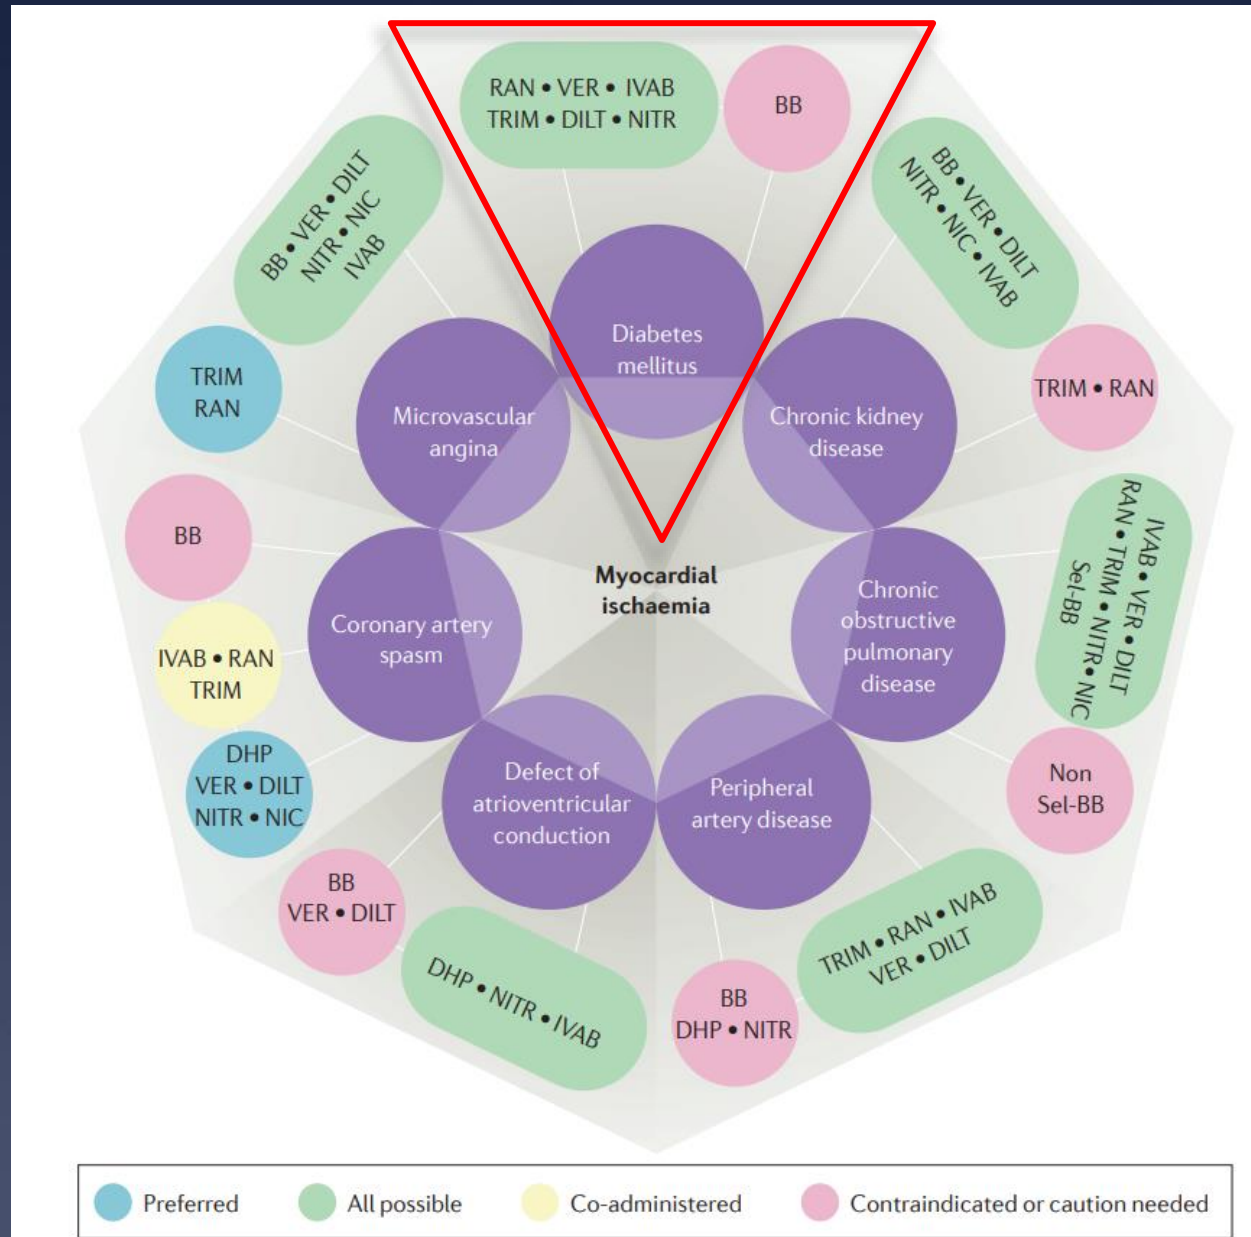 RAN • VER • IVAB
TRIM • DILT • NITR
BB
Diabetes
mellitus
BB • VER • DILT
NITR • NIC • IVAB
TRIM • RAN
Chronic kidney
disease
IVAB • VER • DILT
RAN • TRIM • NITR • NIC
Sel-BB
Non
Sel-BB
Chronic
obstructive
pulmonary
disease
TRIM • RAN • IVAB
VER • DILT
BB
DHP • NITR
Peripheral
artery disease
DHP • NITR • IVAB
BB
VER • DILT
Defect of
atrioventricular
conduction
DHP
VER • DILT
NITR • NIC
IVAB • RAN
TRIM
BB
Coronary artery
spasm
TRIM
RAN
BB • VER • DILT
NITR • NIC
IVAB
Microvascular
angina
Myocardial
ischaemia
Preferred
All possible
Co-administered
Contraindicated or caution needed